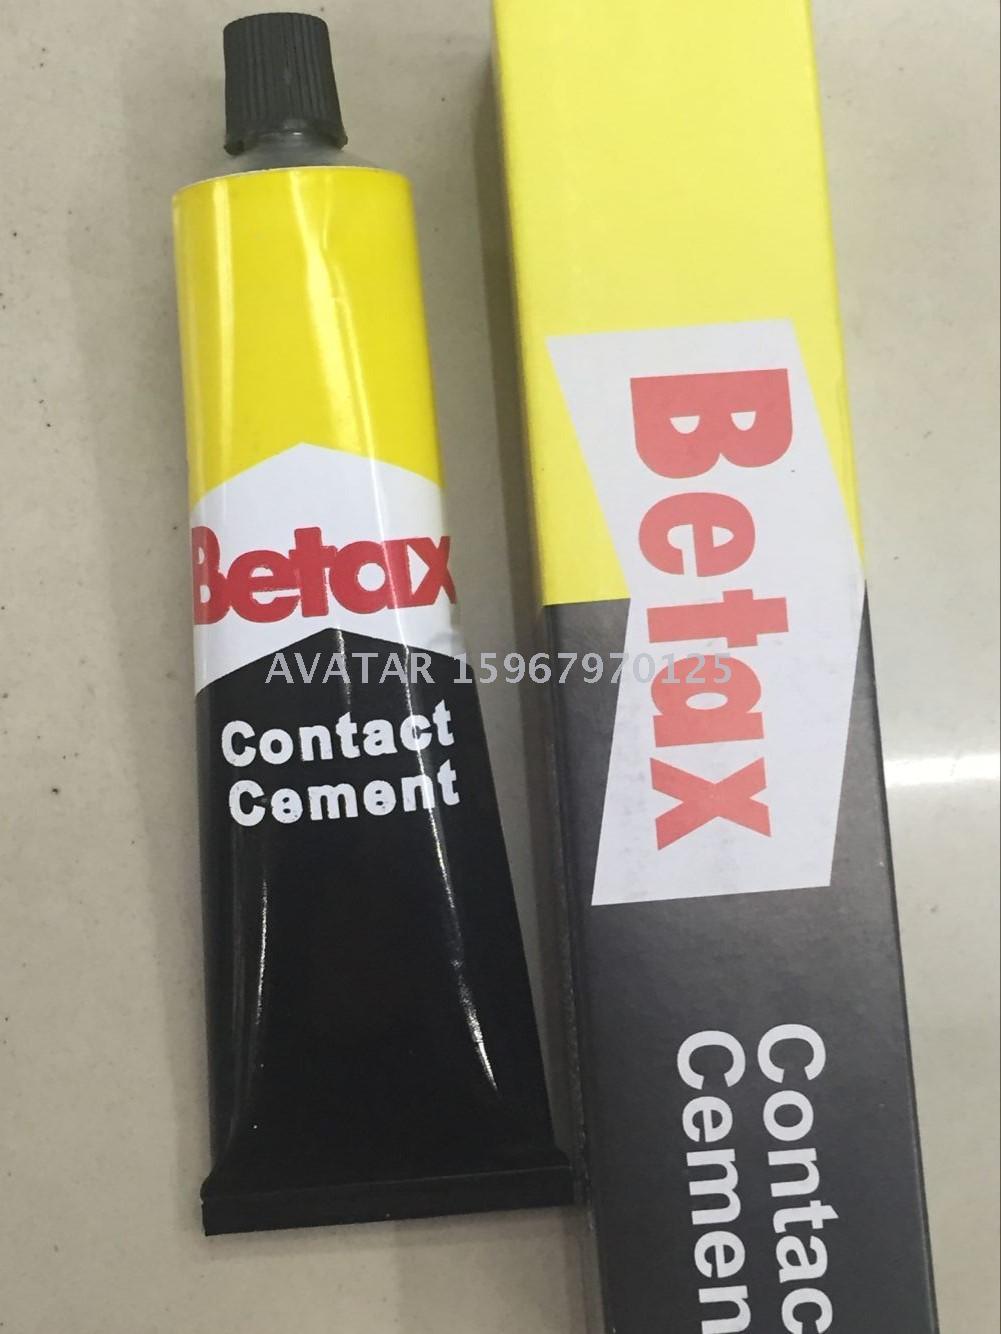 Betax
Contact
Cement
Betax
Contac
Cemen
AVATAR 15967970125